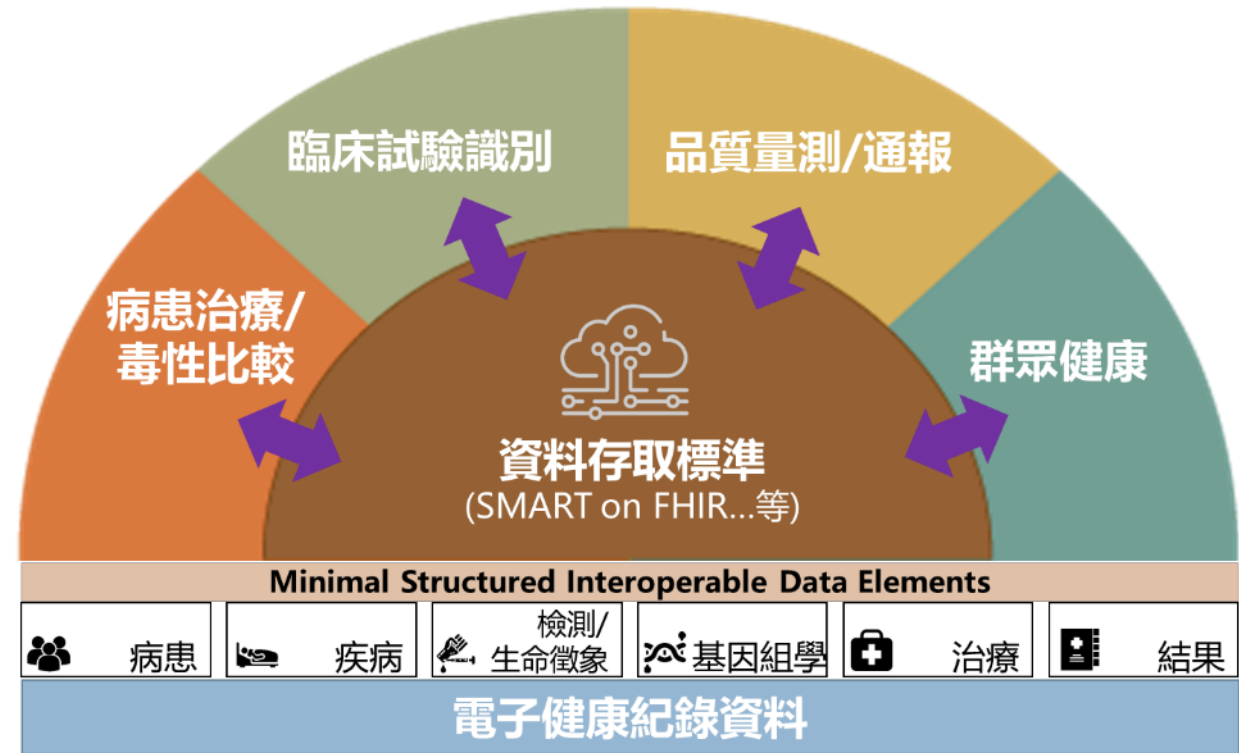 臨床試驗識別
品質量測/通報
病患治療/
毒性比較
群眾健康
資料存取標準
(SMART on FHIR...等)
Minimal Structured Interoperable Data Elements
病患
疾病
檢測/
生命徵象
基因組學
治療
結果
電子健康紀錄資料